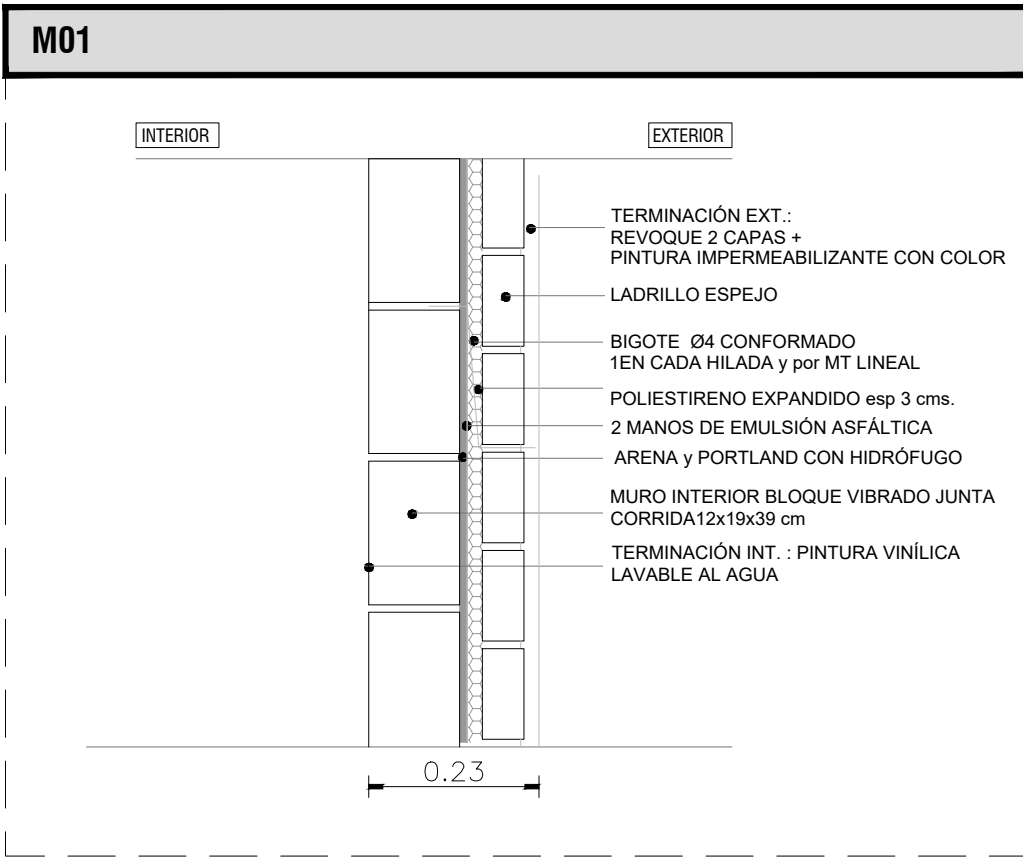 M01
INTERIOR
EXTERIOR
TERMINACIÓN EXT.:
REVOQUE 2 CAPAS +
PINTURA IMPERMEABILIZANTE CON COLOR
LADRILLO ESPEJO
BIGOTE Ø4 CONFORMADO
1EN CADA HILADA y por MT LINEAL
POLIESTIRENO EXPANDIDO esp 3 cms.
2 MANOS DE EMULSIÓN ASFÁLTICA
ARENA y PORTLAND CON HIDRÓFUGO
MURO INTERIOR BLOQUE VIBRADO JUNTA
CORRIDA12x19x39 cm
TERMINACIÓN INT. : PINTURA VINÍLICA
LAVABLE AL AGUA
0.23